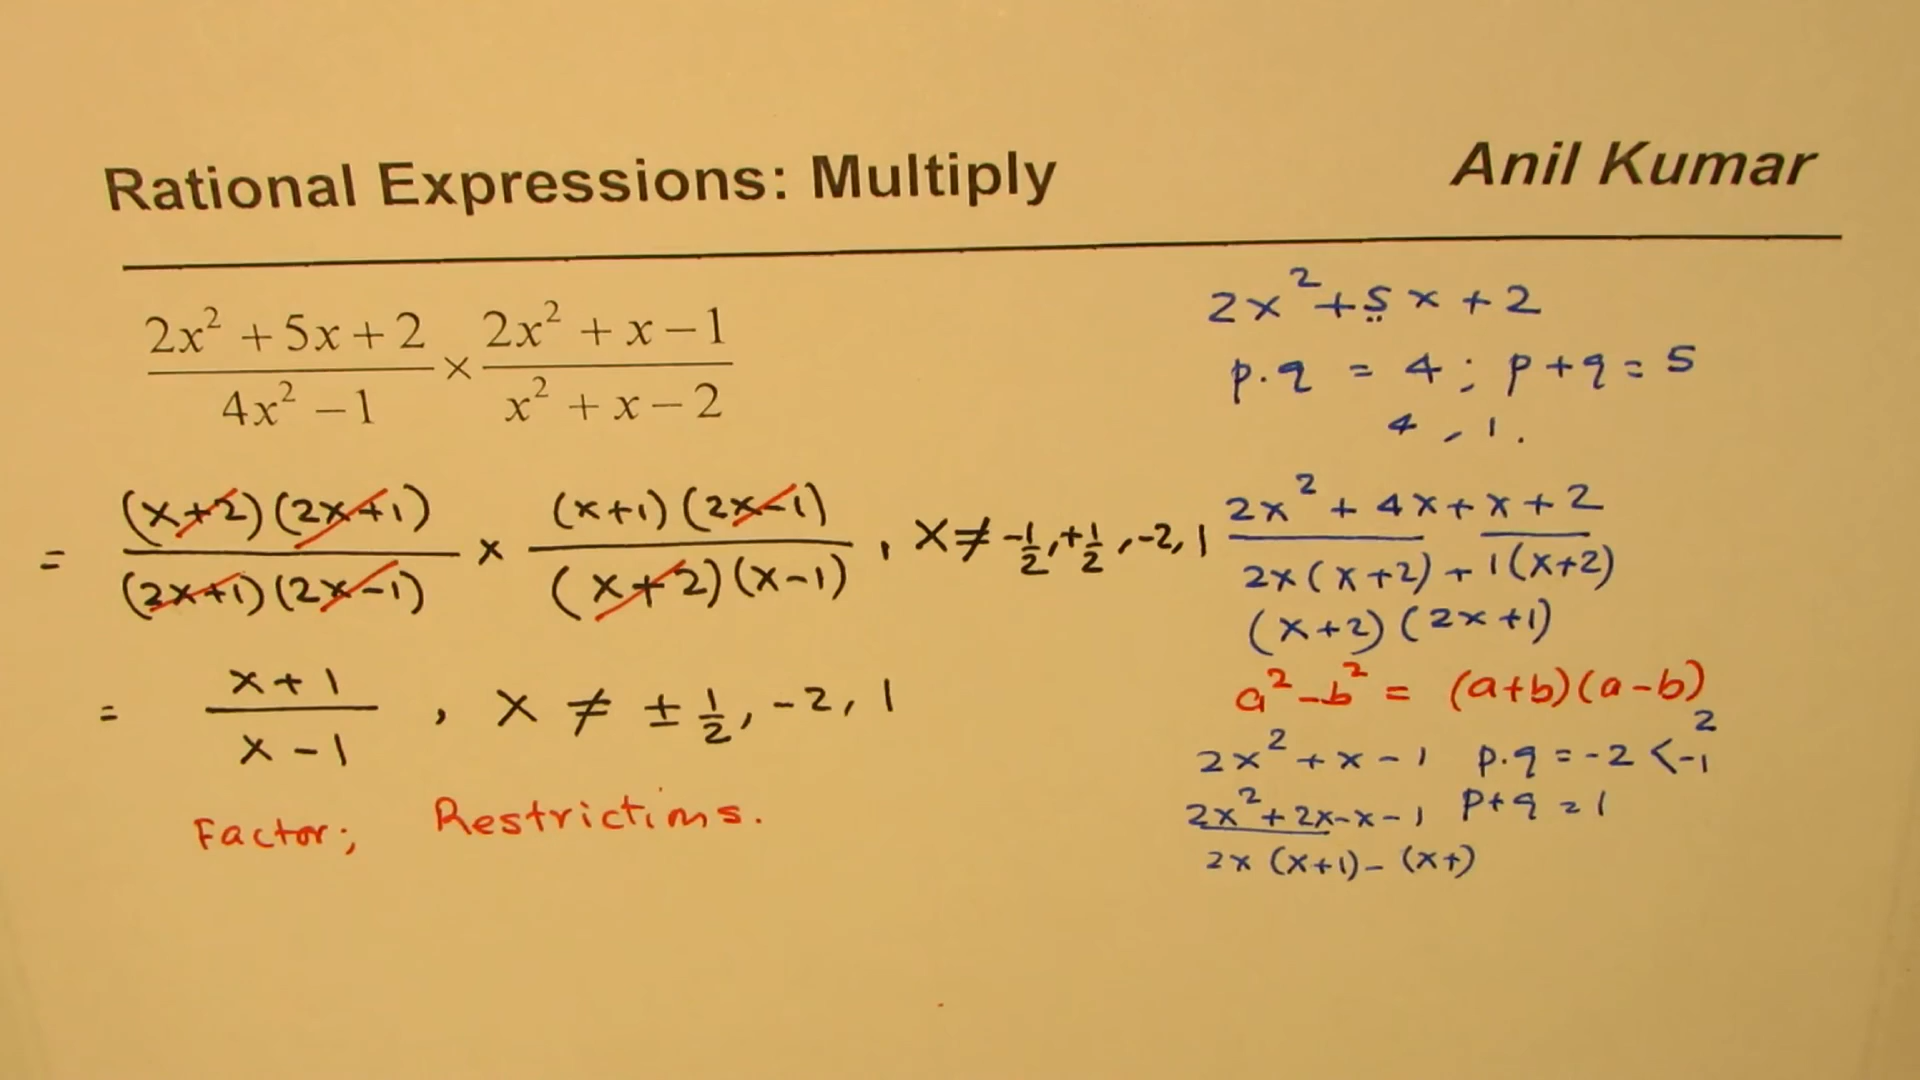 Rational Expressions: Multiply
Anil Kumar
2x² + 5x + 2 / 4x² − 1 × 2x² + x − 1 / x² + x − 2
= (x+2)(2x+1) / (2x+1)(2x−1) × (x+1)(2x−1) / (x+2)(x−1) , x ≠ −1/2, +1/2, −2, 1
= x+1 / x−1 , x ≠ ± 1/2, −2, 1
Factor; Restrictions.
2x² + 5x + 2
p.q = 4 ; p+q = 5
4 , 1 .
2x² + 4x + x + 2
2x(x+2) + 1(x+2)
(x+2)(2x+1)
a² − b² = (a+b)(a−b)
2x² + x − 1 p.q = −2 < 2 −1
2x² + 2x − x − 1 p+q = 1
2x (x+1) − (x+)